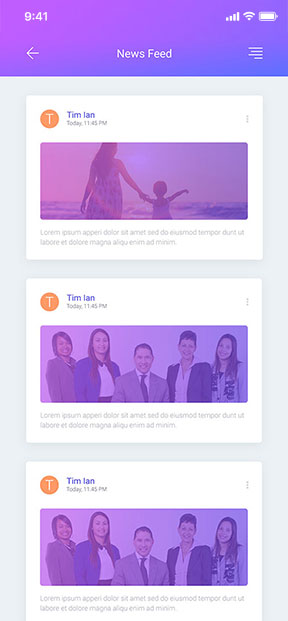 9:41
News Feed
T
Tim Ian
Today, 11:45 PM
Lorem ipsum apperi dolor sit amet sed do eiusmod tempor dunt ut
labore et dolore magna aliqu enim ad minim.
T
Tim Ian
Today, 11:45 PM
Lorem ipsum apperi dolor sit amet sed do eiusmod tempor dunt ut
labore et dolore magna aliqu enim ad minim.
T
Tim Ian
Today, 11:45 PM
Lorem ipsum apperi dolor sit amet sed do eiusmod tempor dunt ut
labore et dolore magna aliqu enim ad minim.